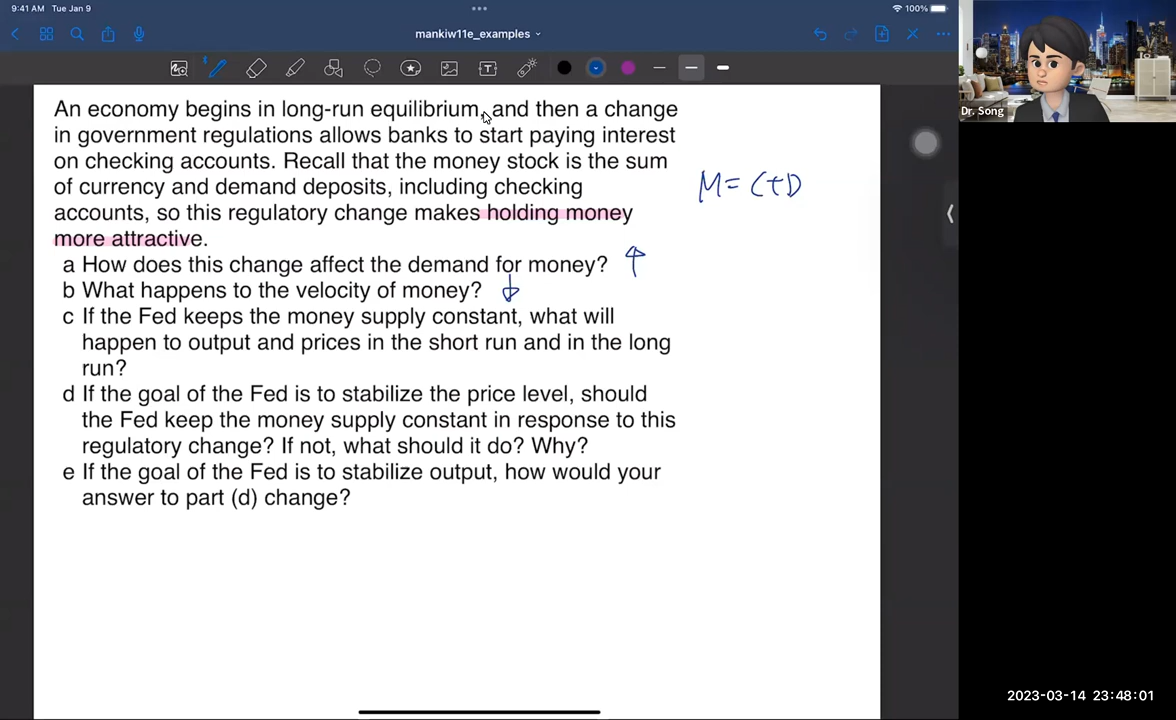 9:41 AM Tue Jan 9
100%
mankiw11e_examples
Dr. Song
An economy begins in long-run equilibrium, and then a change
in government regulations allows banks to start paying interest
on checking accounts. Recall that the money stock is the sum
of currency and demand deposits, including checking
accounts, so this regulatory change makes holding money
more attractive.
M = C+D
a How does this change affect the demand for money? ↑
b What happens to the velocity of money? ↓
c If the Fed keeps the money supply constant, what will
happen to output and prices in the short run and in the long
run?
d If the goal of the Fed is to stabilize the price level, should
the Fed keep the money supply constant in response to this
regulatory change? If not, what should it do? Why?
e If the goal of the Fed is to stabilize output, how would your
answer to part (d) change?
2023-03-14 23:48:01